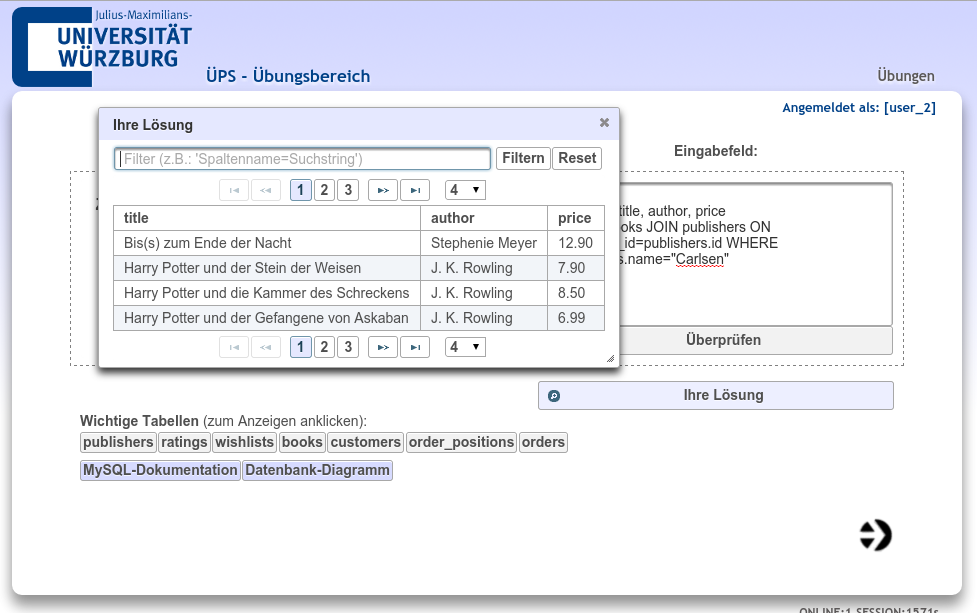 Julius-Maximilians-
UNIVERSITÄT
WÜRZBURG
ÜPS - Übungsbereich
Übungen
Angemeldet als: [user_2]
Ihre Lösung
Filter (z.B.: 'Spaltenname=Suchstring')
Filtern
Reset
1 2 3
4
title author price
Bis(s) zum Ende der Nacht Stephenie Meyer 12.90
Harry Potter und der Stein der Weisen J. K. Rowling 7.90
Harry Potter und die Kammer des Schreckens J. K. Rowling 8.50
Harry Potter und der Gefangene von Askaban J. K. Rowling 6.99
1 2 3
4
Eingabefeld:
title, author, price
JOIN publishers ON
_id=publishers.id WHERE
s.name="Carlsen"
Überprüfen
Ihre Lösung
Wichtige Tabellen (zum Anzeigen anklicken):
publishers ratings wishlists books customers order_positions orders
MySQL-Dokumentation Datenbank-Diagramm
ONLINE:1 SESSION:1571s